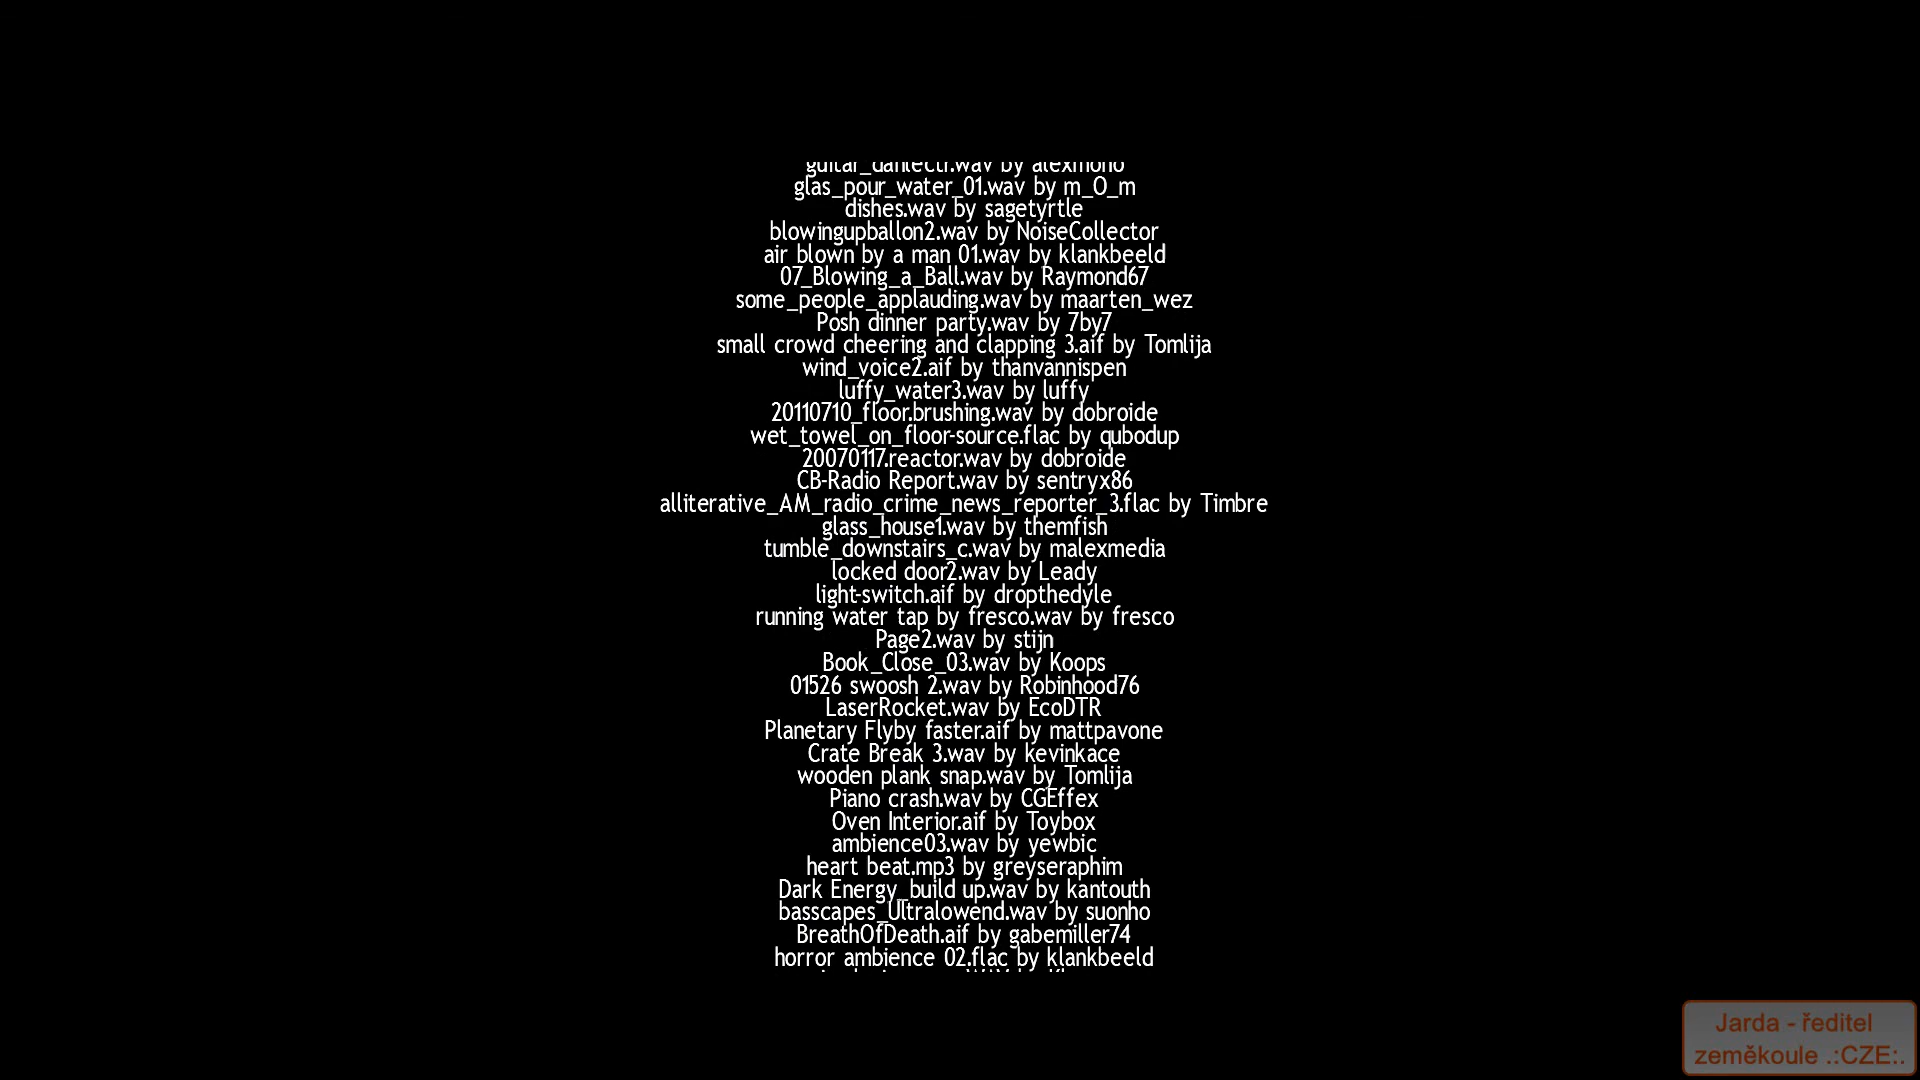 guitar_danlectr.wav by alexmono
glas_pour_water_01.wav by m_O_m
dishes.wav by sagetyrtle
blowingupballon2.wav by NoiseCollector
air blown by a man 01.wav by klankbeeld
07_Blowing_a_Ball.wav by Raymond67
some_people_applauding.wav by maarten_wez
Posh dinner party.wav by 7by7
small crowd cheering and clapping 3.aif by Tomlija
wind_voice2.aif by thanvannispen
luffy_water3.wav by luffy
20110710_floor.brushing.wav by dobroide
wet_towel_on_floor-source.flac by qubodup
20070117.reactor.wav by dobroide
CB-Radio Report.wav by sentryx86
alliterative_AM_radio_crime_news_reporter_3.flac by Timbre
glass_house1.wav by themfish
tumble_downstairs_c.wav by malexmedia
locked door2.wav by Leady
light-switch.aif by dropthedyle
running water tap by fresco.wav by fresco
Page2.wav by stijn
Book_Close_03.wav by Koops
01526 swoosh 2.wav by Robinhood76
LaserRocket.wav by EcoDTR
Planetary Flyby faster.aif by mattpavone
Crate Break 3.wav by kevinkace
wooden plank snap.wav by Tomlija
Piano crash.wav by CGEffex
Oven Interior.aif by Toybox
ambience03.wav by yewbic
heart beat.mp3 by greyseraphim
Dark Energy_build up.wav by kantouth
basscapes_Ultralowend.wav by suonho
BreathOfDeath.aif by gabemiller74
horror ambience 02.flac by klankbeeld
Jarda - ředitel
zeměkoule .:CZE:.